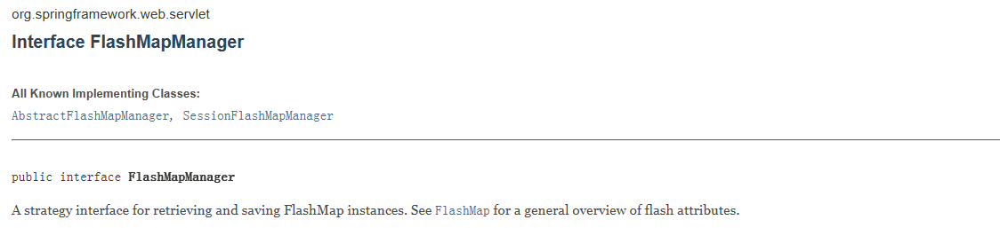 org.springframework.web.servlet
Interface FlashMapManager
All Known Implementing Classes:
AbstractFlashMapManager, SessionFlashMapManager
public interface FlashMapManager
A strategy interface for retrieving and saving FlashMap instances. See FlashMap for a general overview of flash attributes.